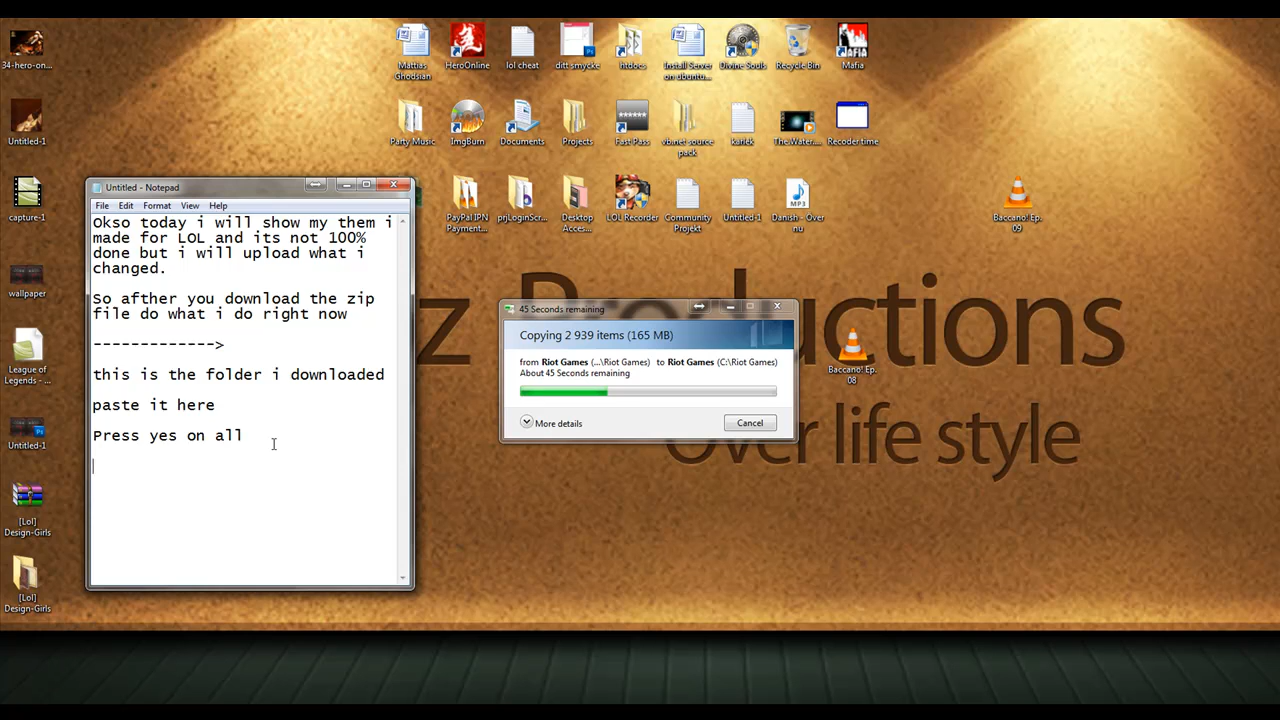 34-hero-on...
Mattias
Ghodsian
HeroOnline
lol cheat
ditt smycke
htdocs
Install Server
on ubuntu...
Divine Souls
Recycle Bin
Mafia
Untitled-1
Party Music
ImgBurn
Documents
Projects
Fast Pass
vb.net source
pack
kärlek
The Water....
Recoder time
capture-1
PayPal IPN
Payment...
prjLoginScr...
Desktop
Acces...
LOL Recorder
Community
Projekt
Untitled-1
Danish - Över
nu
Baccano! Ep.
09
Untitled - Notepad
File Edit Format View Help
Okso today i will show my them i
made for LOL and its not 100%
done but i will upload what i
changed.
So afther you download the zip
file do what i do right now
------------->
this is the folder i downloaded
paste it here
Press yes on all
wallpaper
League of
Legends - ...
Untitled-1
[Lol]
Design-Girls
[Lol]
Design-Girls
45 Seconds remaining
Copying 2 939 items (165 MB)
from Riot Games (...\Riot Games) to Riot Games (C:\Riot Games)
About 45 Seconds remaining
More details
Cancel
Baccano! Ep.
08
z Productions
Over life style